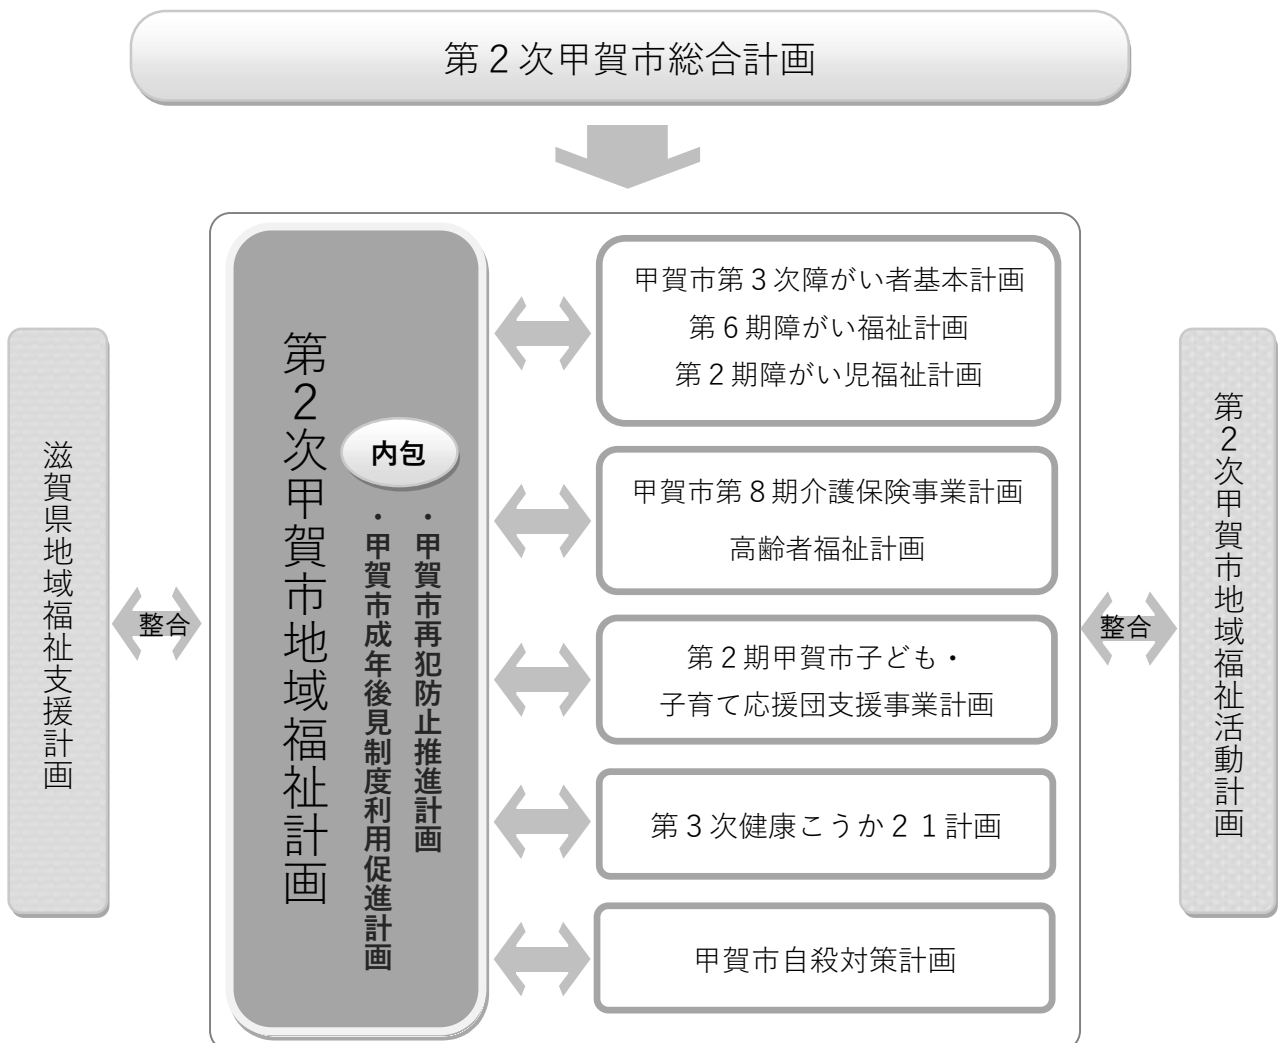 第２次甲賀市総合計画
滋賀県地域福祉支援計画
整合
第２次甲賀市地域福祉計画
内包
・甲賀市再犯防止推進計画
・甲賀市成年後見制度利用促進計画
甲賀市第３次障がい者基本計画
第６期障がい福祉計画
第２期障がい児福祉計画
甲賀市第８期介護保険事業計画
高齢者福祉計画
第２期甲賀市子ども・
子育て応援団支援事業計画
第３次健康こうか２１計画
甲賀市自殺対策計画
整合
第２次甲賀市地域福祉活動計画